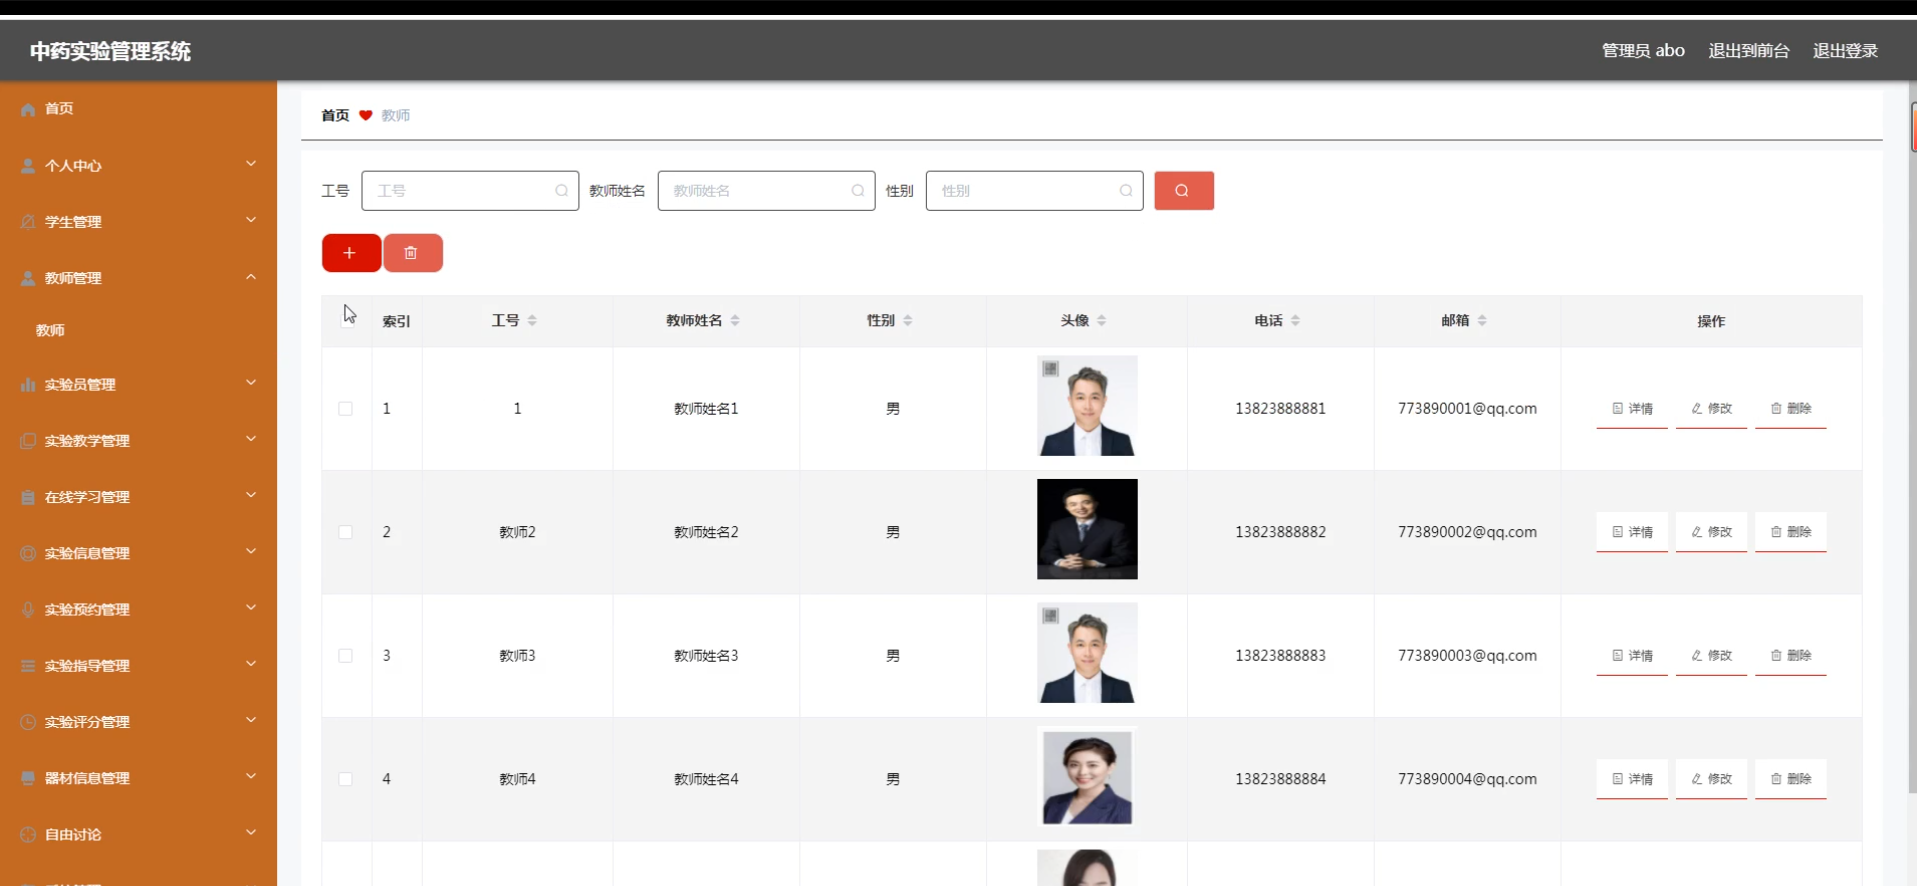 中药实验管理系统
管理员 abo 退出到前台 退出登录
首页
个人中心
学生管理
教师管理
教师
实验员管理
实验教学管理
在线学习管理
实验信息管理
实验预约管理
实验指导管理
实验评分管理
器材信息管理
自由讨论
首页 教师
工号 工号 教师姓名 教师姓名 性别 性别
索引 工号 教师姓名 性别 头像 电话 邮箱 操作
1 1 教师姓名1 男 13823888881 773890001@qq.com 详情 修改 删除
2 教师2 教师姓名2 男 13823888882 773890002@qq.com 详情 修改 删除
3 教师3 教师姓名3 男 13823888883 773890003@qq.com 详情 修改 删除
4 教师4 教师姓名4 男 13823888884 773890004@qq.com 详情 修改 删除